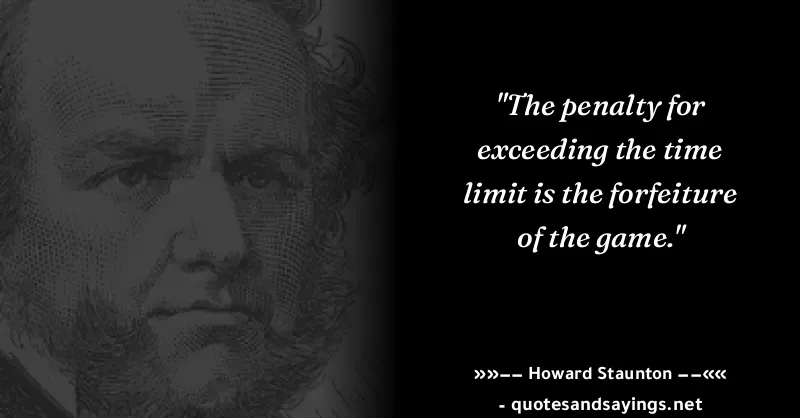 "The penalty for
exceeding the time
limit is the forfeiture
of the game."
»»−− Howard Staunton −−««
- quotesandsayings.net